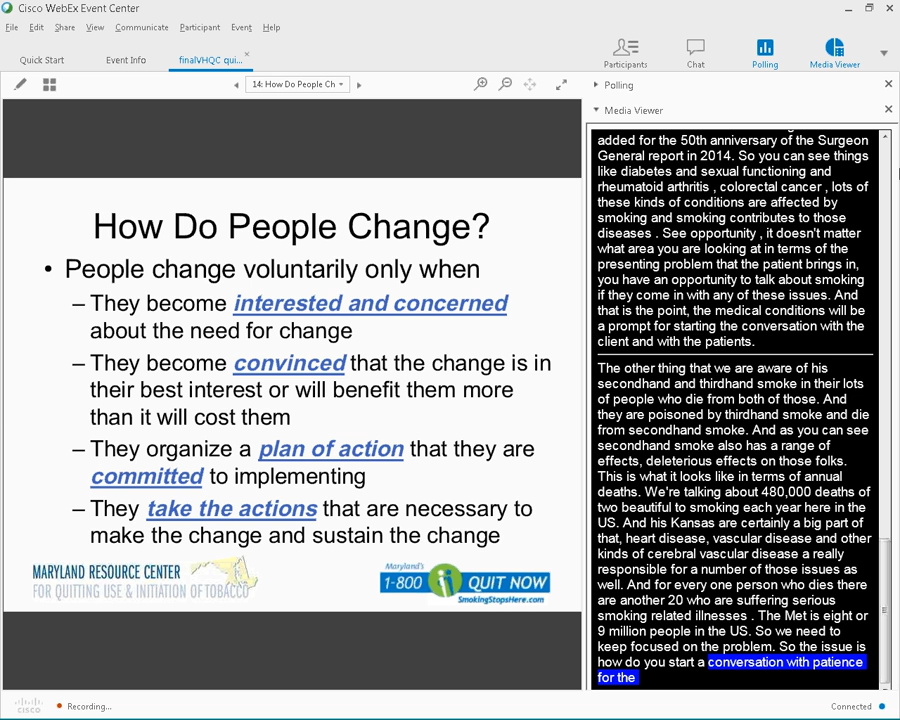 Cisco WebEx Event Center
File Edit Share View Communicate Participant Event Help
Quick Start
Event Info
finalVHQC qui...
Participants
Chat
Polling
Media Viewer
14: How Do People Ch
Polling
Media Viewer
How Do People Change?
• People change voluntarily only when
– They become interested and concerned
about the need for change
– They become convinced that the change is in
their best interest or will benefit them more
than it will cost them
– They organize a plan of action that they are
committed to implementing
– They take the actions that are necessary to
make the change and sustain the change
MARYLAND RESOURCE CENTER
FOR QUITTING USE & INITIATION OF TOBACCO
Maryland's
1-800 QUIT NOW
SmokingStopsHere.com
added for the 50th anniversary of the Surgeon
General report in 2014. So you can see things
like diabetes and sexual functioning and
rheumatoid arthritis , colorectal cancer , lots of
these kinds of conditions are affected by
smoking and smoking contributes to those
diseases . See opportunity , it doesn't matter
what area you are looking at in terms of the
presenting problem that the patient brings in,
you have an opportunity to talk about smoking
if they come in with any of these issues. And
that is the point, the medical conditions will be
a prompt for starting the conversation with the
client and with the patients.
The other thing that we are aware of his
secondhand and thirdhand smoke in their lots
of people who die from both of those. And
they are poisoned by thirdhand smoke and die
from secondhand smoke. And as you can see
secondhand smoke also has a range of
effects, deleterious effects on those folks.
This is what it looks like in terms of annual
deaths. We're talking about 480,000 deaths of
two beautiful to smoking each year here in the
US. And his Kansas are certainly a big part of
that, heart disease, vascular disease and other
kinds of cerebral vascular disease a really
responsible for a number of those issues as
well. And for every one person who dies there
are another 20 who are suffering serious
smoking related illnesses . The Met is eight or
9 million people in the US. So we need to
keep focused on the problem. So the issue is
how do you start a conversation with patience
for the
cisco
Recording...
Connected